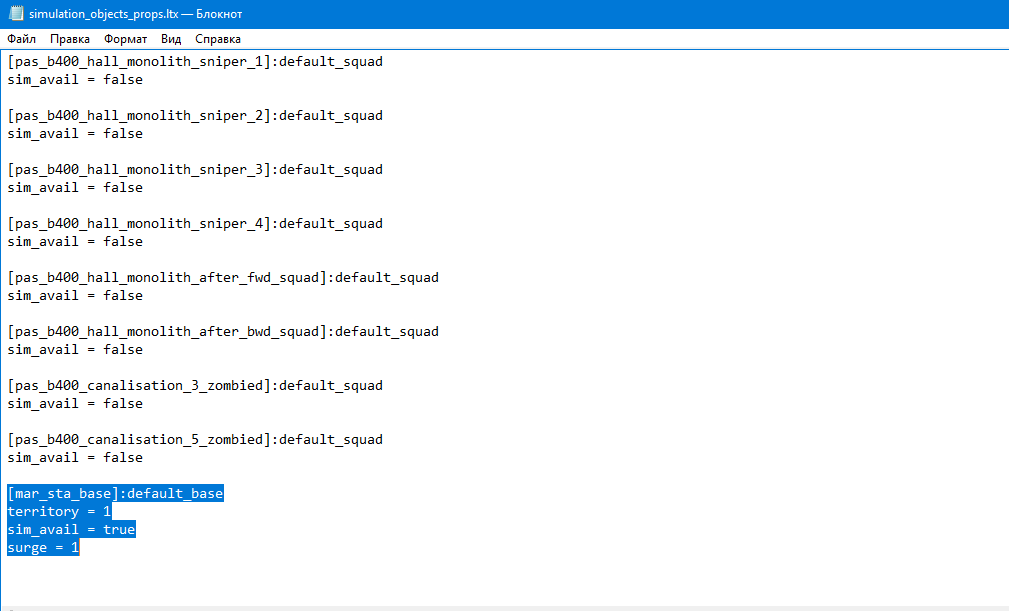 simulation_objects_props.ltx — Блокнот
Файл Правка Формат Вид Справка
[pas_b400_hall_monolith_sniper_1]:default_squad
sim_avail = false
[pas_b400_hall_monolith_sniper_2]:default_squad
sim_avail = false
[pas_b400_hall_monolith_sniper_3]:default_squad
sim_avail = false
[pas_b400_hall_monolith_sniper_4]:default_squad
sim_avail = false
[pas_b400_hall_monolith_after_fwd_squad]:default_squad
sim_avail = false
[pas_b400_hall_monolith_after_bwd_squad]:default_squad
sim_avail = false
[pas_b400_canalisation_3_zombied]:default_squad
sim_avail = false
[pas_b400_canalisation_5_zombied]:default_squad
sim_avail = false
[mar_sta_base]:default_base
territory = 1
sim_avail = true
surge = 1